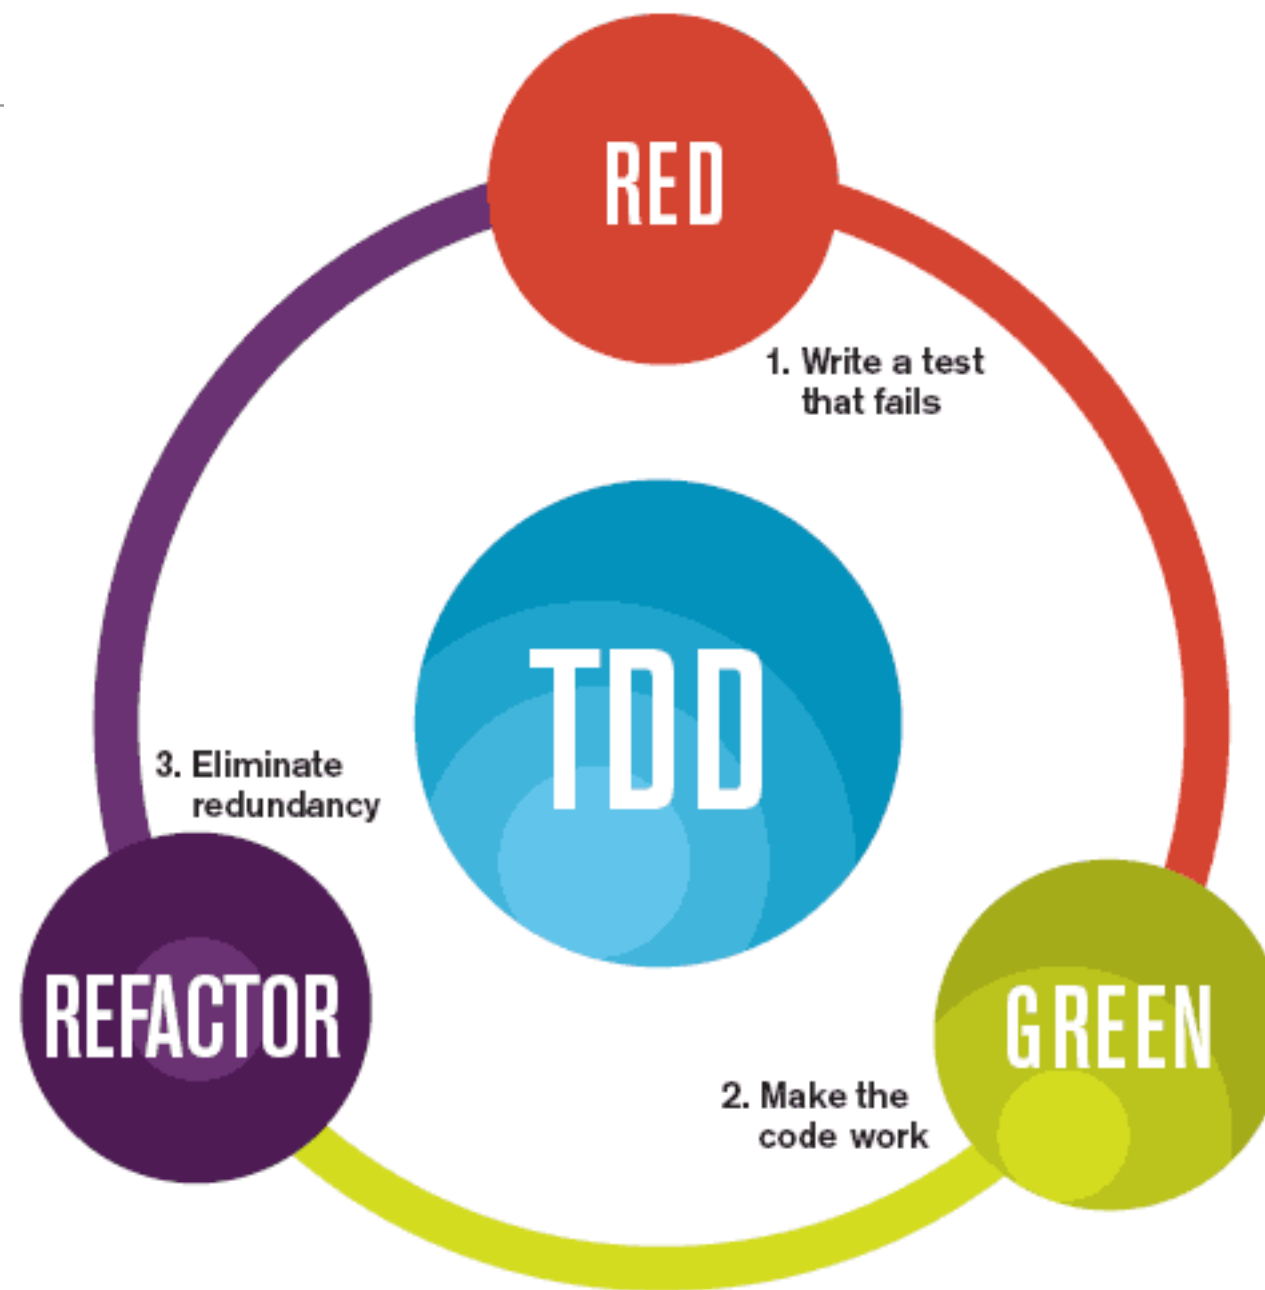 RED
1. Write a test
that fails
TDD
3. Eliminate
redundancy
REFACTOR
GREEN
2. Make the
code work